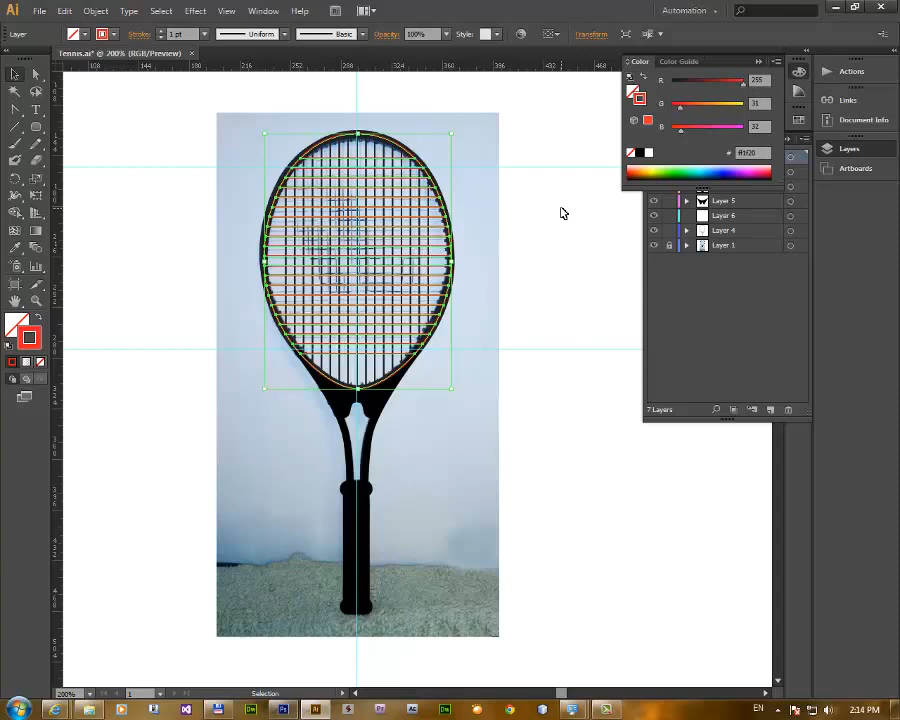 Ai File Edit Object Type Select Effect View Window Help Br Automation
Layer Stroke: 1 pt Uniform Basic Opacity: 100% Style: Transform
Tennis.ai* @ 200% (RGB/Preview) ×
108 144 180 216 252 288 324 360 432 468
Color Color Guide
R 255
G 31
B 32
# ff1f20
Actions
Links
Document Info
Layers
Artboards
Layer 5
Layer 6
Layer 4
Layer 1
7 Layers
200% 1 Selection
EN 2:14 PM